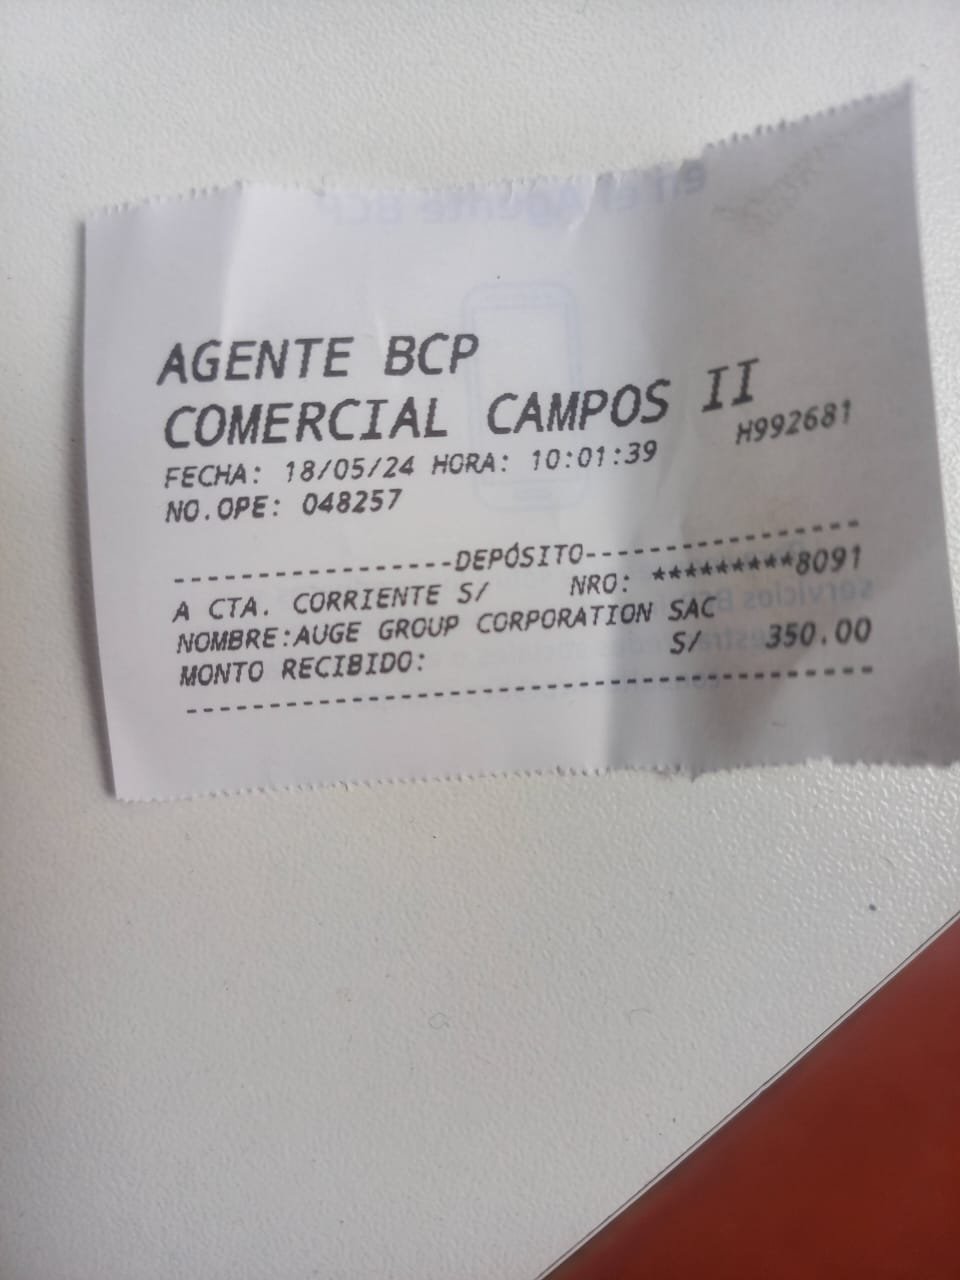 AGENTE BCP
COMERCIAL CAMPOS II
FECHA: 18/05/24 HORA: 10:01:39 H992681
NO.OPE: 048257
------------------DEPÓSITO------------------
A CTA. CORRIENTE S/ NRO: *********8091
NOMBRE:AUGE GROUP CORPORATION SAC
MONTO RECIBIDO: S/ 350.00
--------------------------------------------